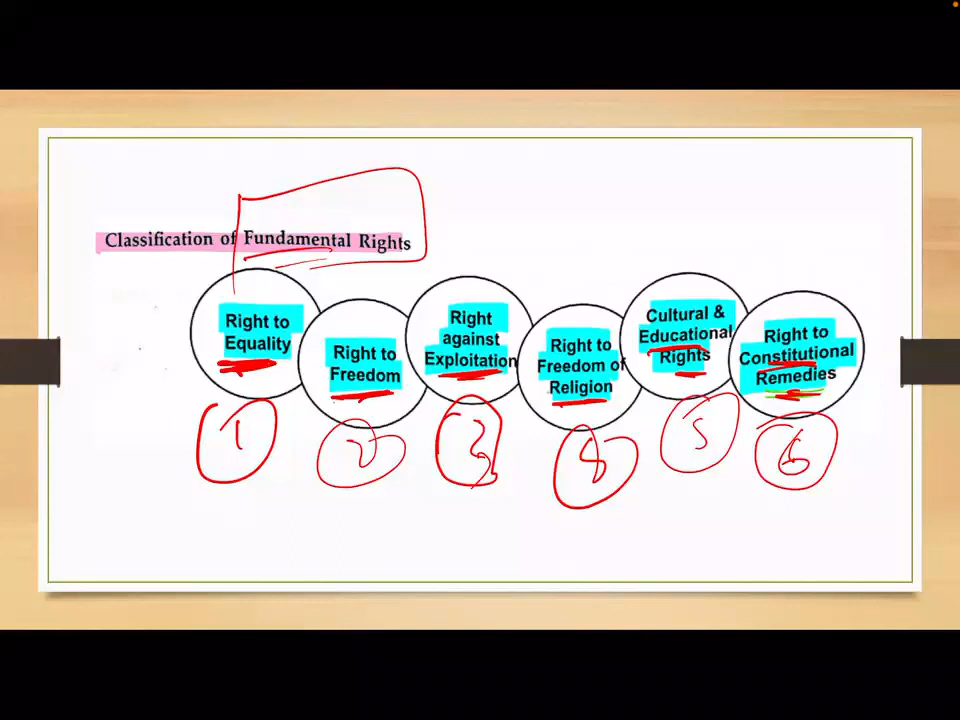 Classification of Fundamental Rights
Right to
Equality
Right to
Freedom
Right
against
Exploitation
Right to
Freedom of
Religion
Cultural &
Educational
Rights
Right to
Constitutional
Remedies
1
2
3
4
5
6